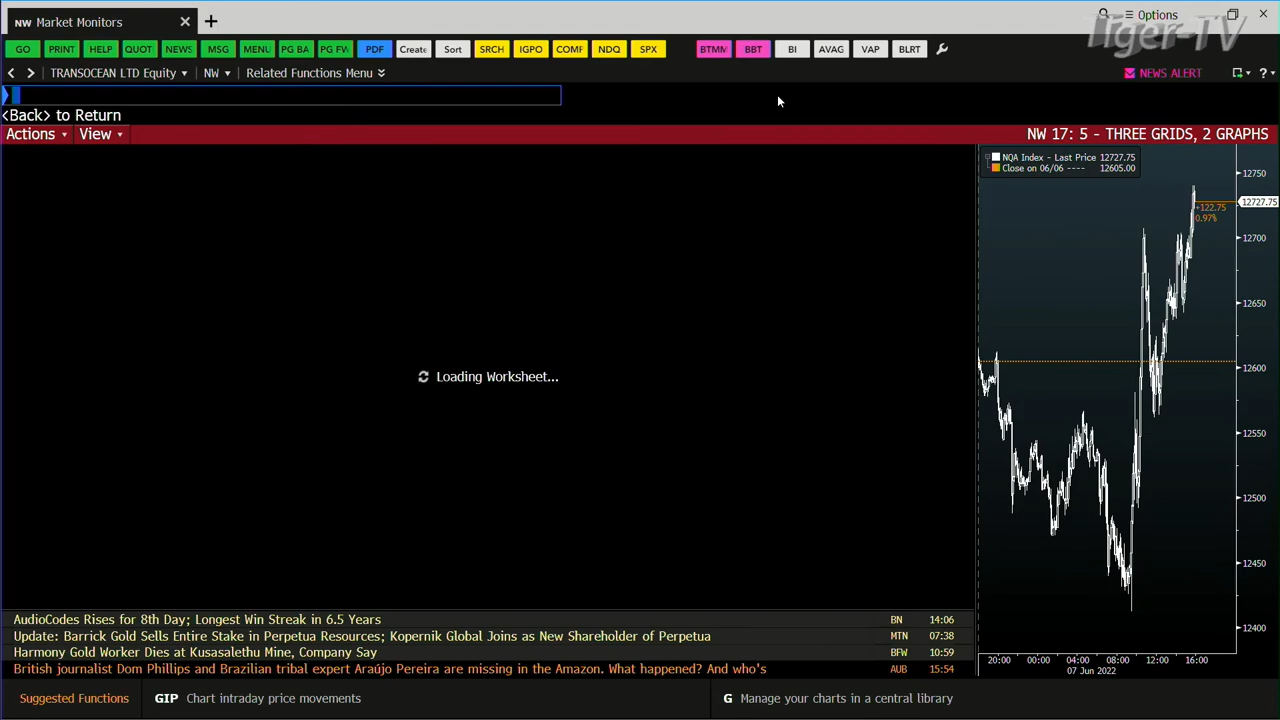 NW Market Monitors
Options
Tiger-TV
GO PRINT HELP QUOT NEWS MSG MENU PG BA PG FW PDF Create Sort SRCH IGPO COMF NDQ SPX BTMM BBT BI AVAG VAP BLRT
TRANSOCEAN LTD Equity NW Related Functions Menu NEWS ALERT ?
<Back> to Return
Actions View NW 17: 5 - THREE GRIDS, 2 GRAPHS
NQA Index - Last Price 12727.75
Close on 06/06 ---- 12605.00
12750
12727.75
+122.75
0.97%
12700
12650
12600
12550
12500
12450
12400
Loading Worksheet...
20:00 00:00 04:00 08:00 12:00 16:00
07 Jun 2022
AudioCodes Rises for 8th Day; Longest Win Streak in 6.5 Years BN 14:06
Update: Barrick Gold Sells Entire Stake in Perpetua Resources; Kopernik Global Joins as New Shareholder of Perpetua MTN 07:38
Harmony Gold Worker Dies at Kusasalethu Mine, Company Say BFW 10:59
British journalist Dom Phillips and Brazilian tribal expert Araújo Pereira are missing in the Amazon. What happened? And who's AUB 15:54
Suggested Functions GIP Chart intraday price movements G Manage your charts in a central library